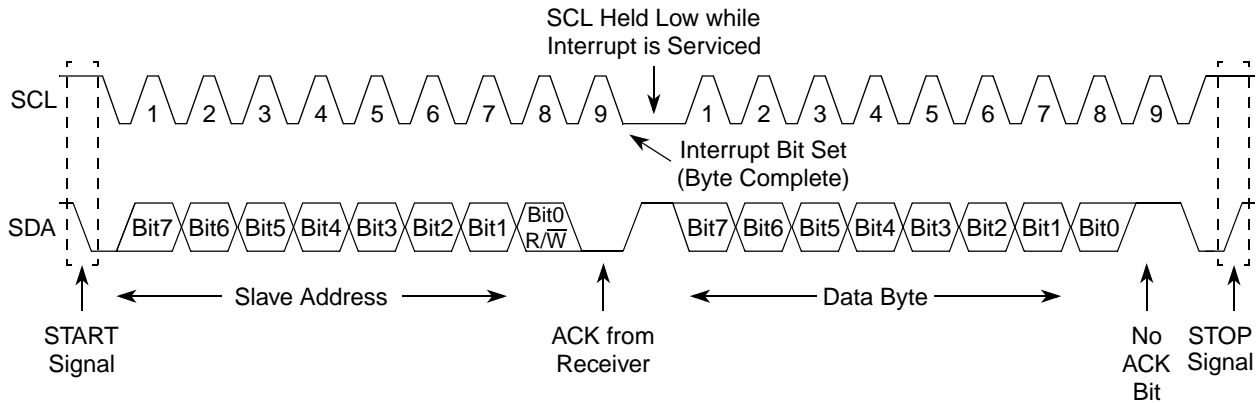 SCL Held Low while
Interrupt is Serviced
SCL
1 2 3 4 5 6 7 8 9 1 2 3 4 5 6 7 8 9
Interrupt Bit Set
(Byte Complete)
SDA
Bit7 Bit6 Bit5 Bit4 Bit3 Bit2 Bit1 Bit0 R/W̅ Bit7 Bit6 Bit5 Bit4 Bit3 Bit2 Bit1 Bit0
Slave Address
Data Byte
START
Signal
ACK from
Receiver
No
ACK
Bit
STOP
Signal